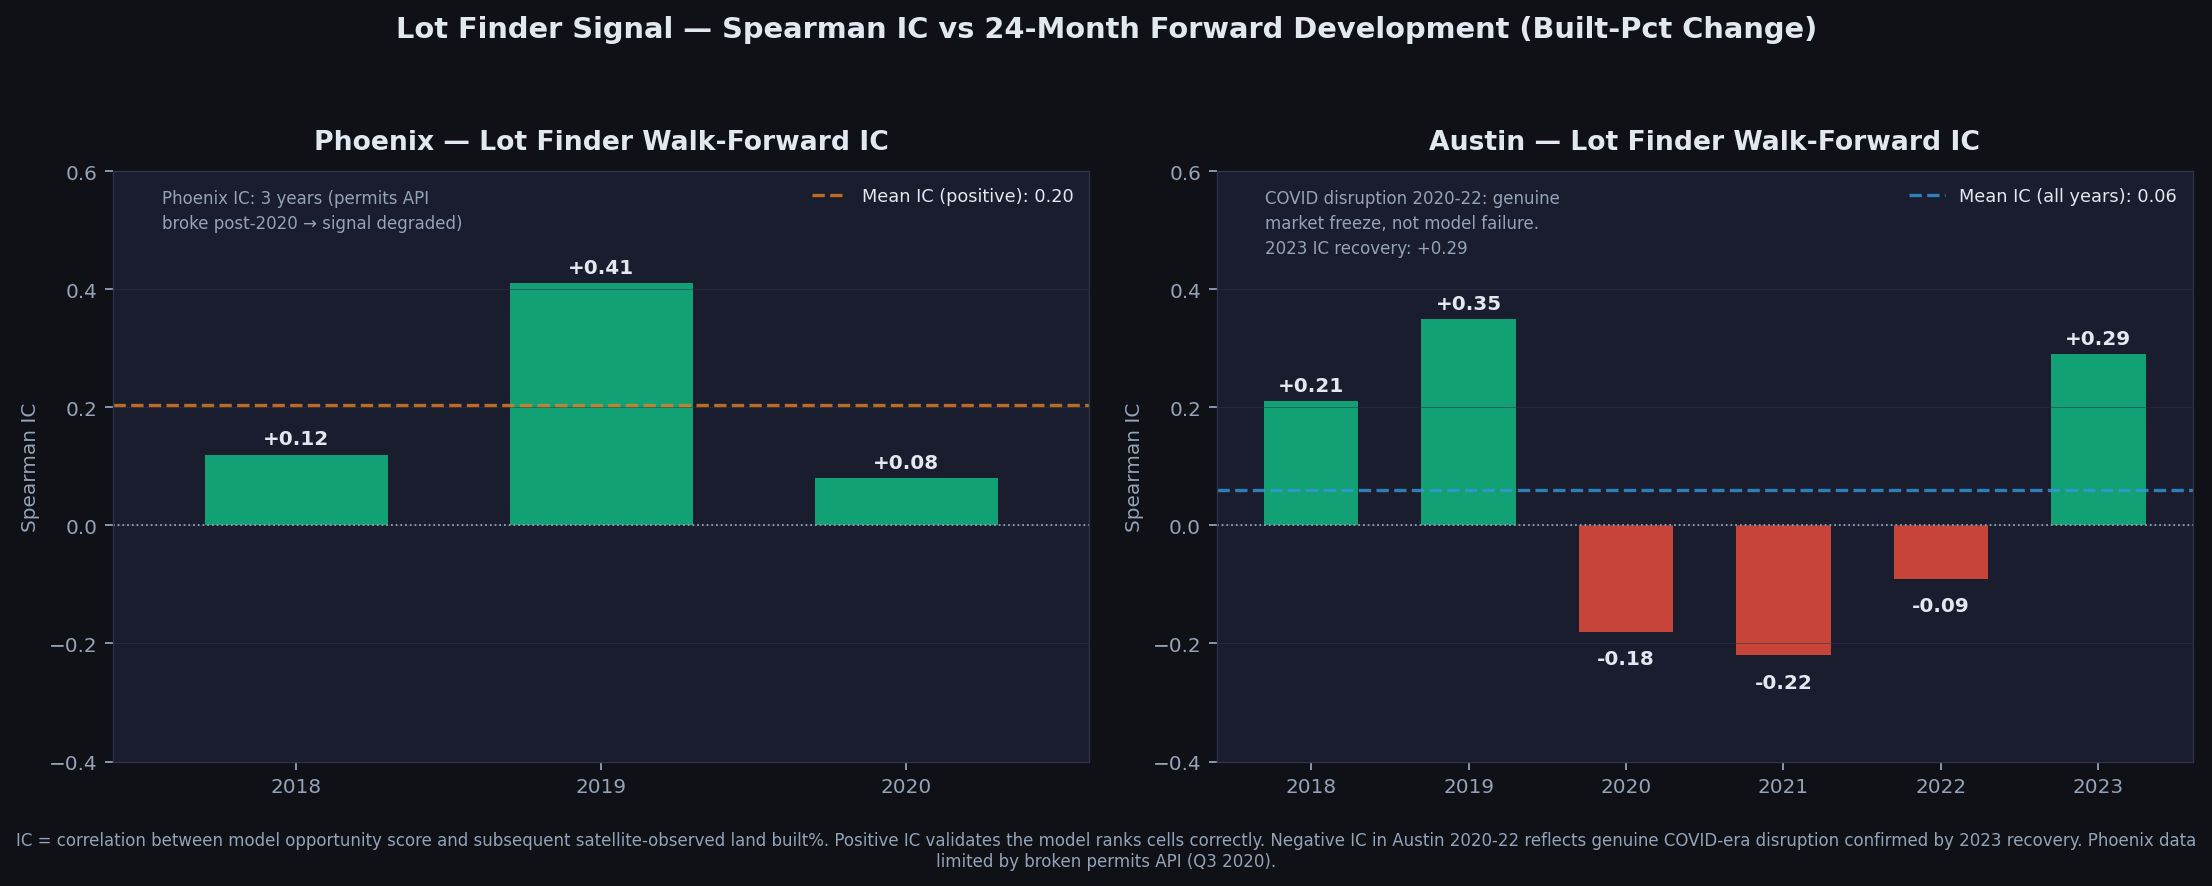 Lot Finder Signal — Spearman IC vs 24-Month Forward Development (Built-Pct Change)
Phoenix — Lot Finder Walk-Forward IC
Phoenix IC: 3 years (permits API
broke post-2020 → signal degraded)
Mean IC (positive): 0.20
Spearman IC
0.6
0.4
0.2
0.0
−0.2
−0.4
+0.12
+0.41
+0.08
2018
2019
2020
Austin — Lot Finder Walk-Forward IC
COVID disruption 2020-22: genuine
market freeze, not model failure.
2023 IC recovery: +0.29
Mean IC (all years): 0.06
Spearman IC
0.6
0.4
0.2
0.0
−0.2
−0.4
+0.21
+0.35
-0.18
-0.22
-0.09
+0.29
2018
2019
2020
2021
2022
2023
IC = correlation between model opportunity score and subsequent satellite-observed land built%. Positive IC validates the model ranks cells correctly. Negative IC in Austin 2020-22 reflects genuine COVID-era disruption confirmed by 2023 recovery. Phoenix data
limited by broken permits API (Q3 2020).